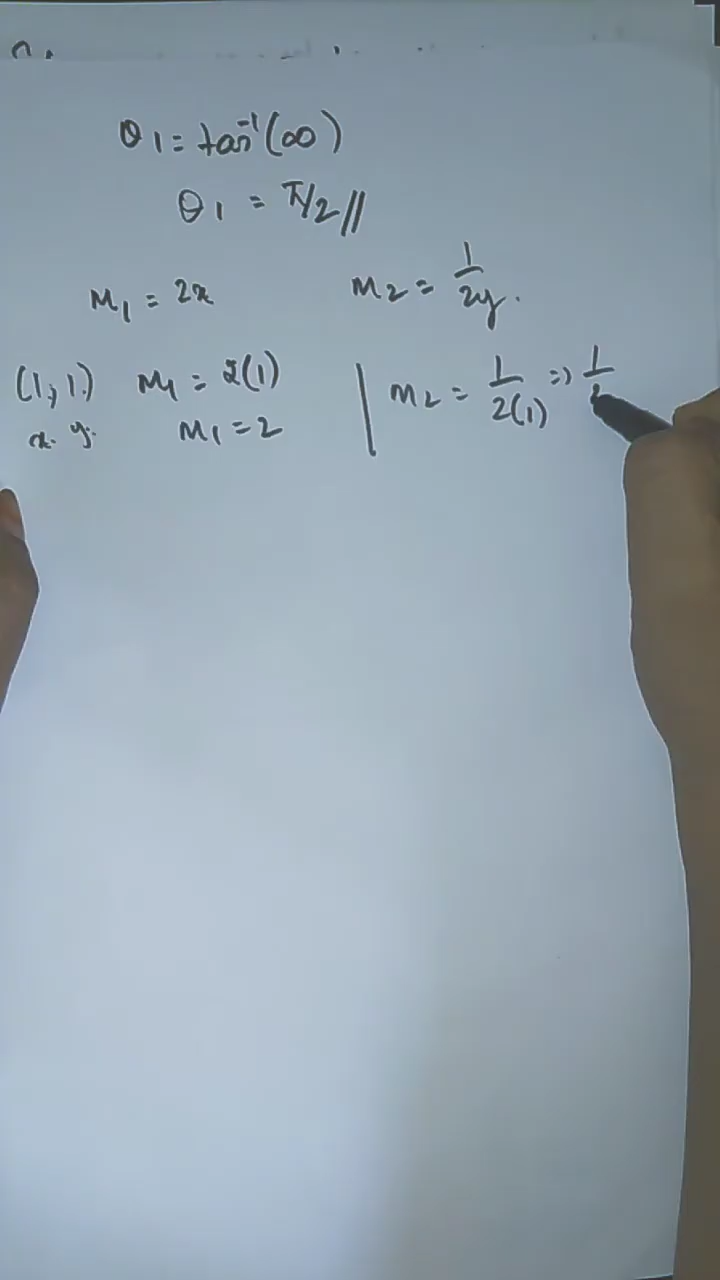 θ1 = tan⁻¹(∞)
θ1 = π/2 //
m₁ = 2x m2 = 1/2y.
(1, 1) m1 = 2(1) | m2 = 1/2(1) => 1/
x. y. m1 = 2